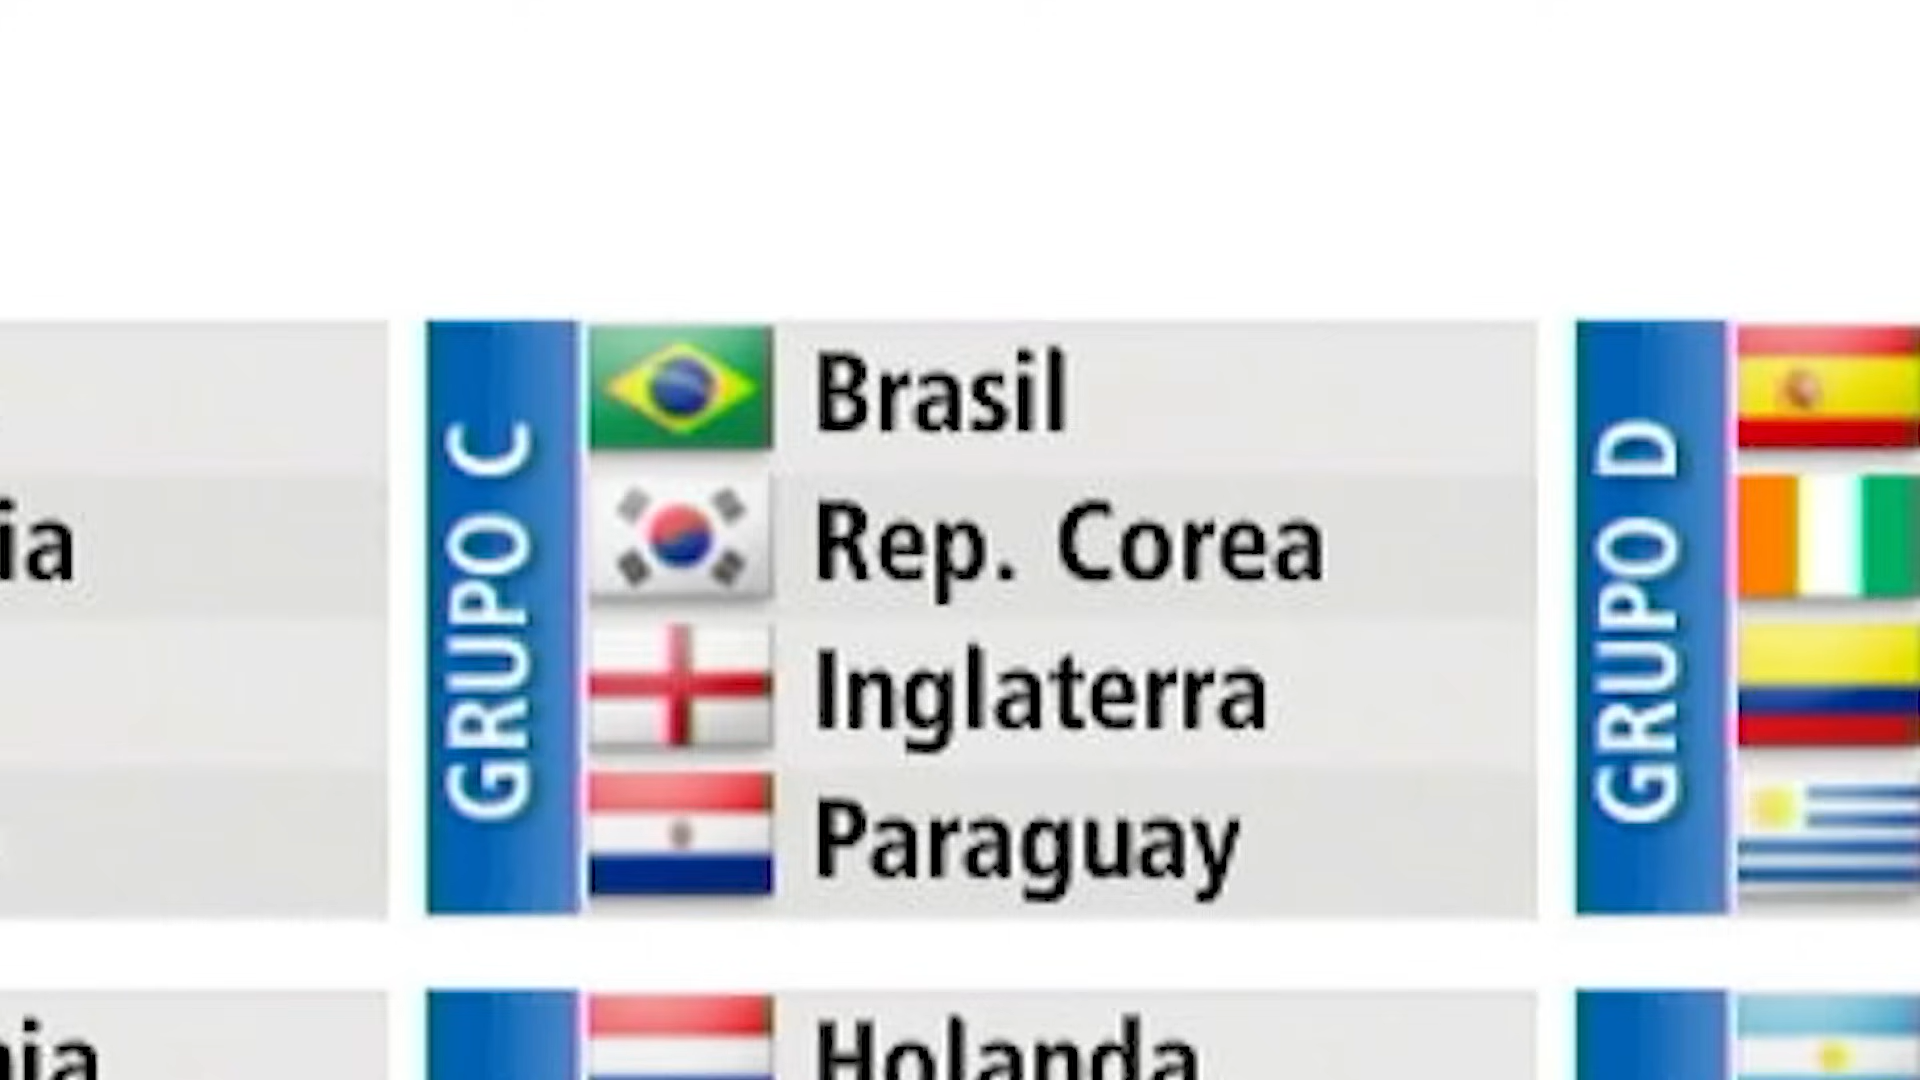 GRUPO C
Brasil
Rep. Corea
Inglaterra
Paraguay
GRUPO D
Holanda